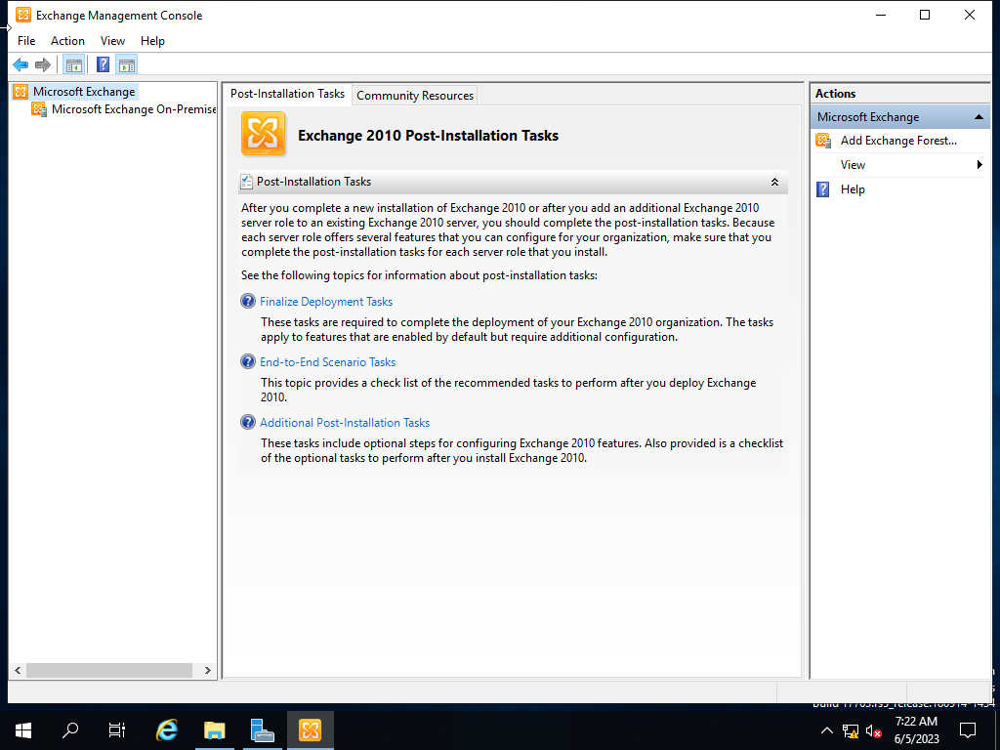 Exchange Management Console
File Action View Help
Microsoft Exchange
Microsoft Exchange On-Premise
Post-Installation Tasks
Community Resources
Exchange 2010 Post-Installation Tasks
Post-Installation Tasks
After you complete a new installation of Exchange 2010 or after you add an additional Exchange 2010
server role to an existing Exchange 2010 server, you should complete the post-installation tasks. Because
each server role offers several features that you can configure for your organization, make sure that you
complete the post-installation tasks for each server role that you install.
See the following topics for information about post-installation tasks:
Finalize Deployment Tasks
These tasks are required to complete the deployment of your Exchange 2010 organization. The tasks
apply to features that are enabled by default but require additional configuration.
End-to-End Scenario Tasks
This topic provides a check list of the recommended tasks to perform after you deploy Exchange
2010.
Additional Post-Installation Tasks
These tasks include optional steps for configuring Exchange 2010 features. Also provided is a checklist
of the optional tasks to perform after you install Exchange 2010.
Actions
Microsoft Exchange
Add Exchange Forest...
View
Help
7:22 AM
6/5/2023